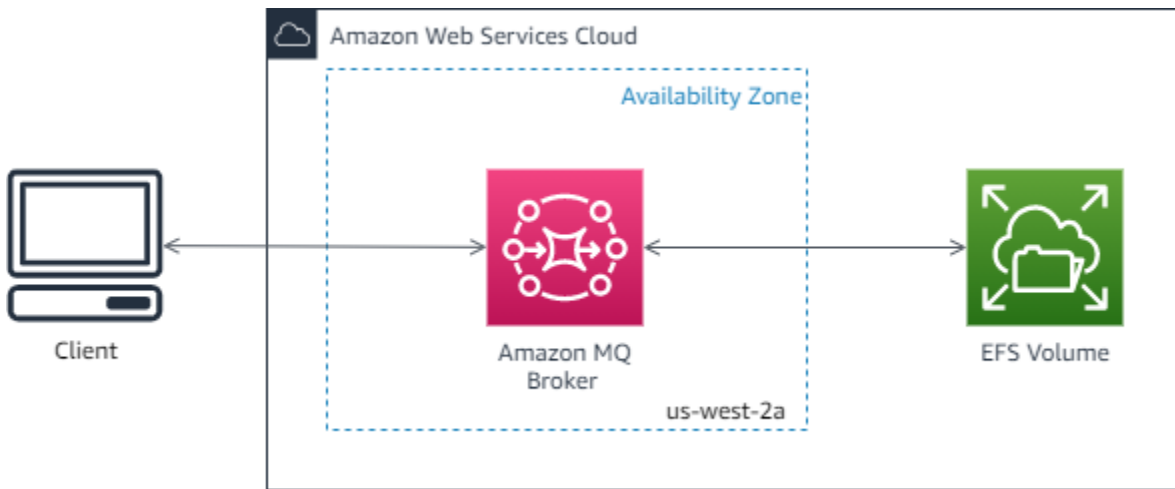 Amazon Web Services Cloud
Availability Zone
Client
Amazon MQ
Broker
EFS Volume
us-west-2a